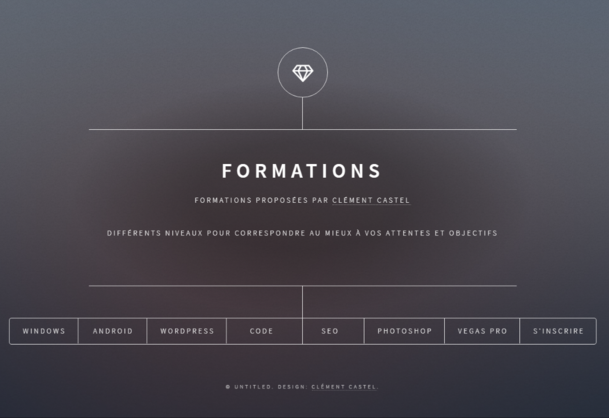 FORMATIONS
FORMATIONS PROPOSÉES PAR CLÉMENT CASTEL
DIFFÉRENTS NIVEAUX POUR CORRESPONDRE AU MIEUX À VOS ATTENTES ET OBJECTIFS
WINDOWS ANDROID WORDPRESS CODE SEO PHOTOSHOP VEGAS PRO S'INSCRIRE
© UNTITLED. DESIGN: CLÉMENT CASTEL.